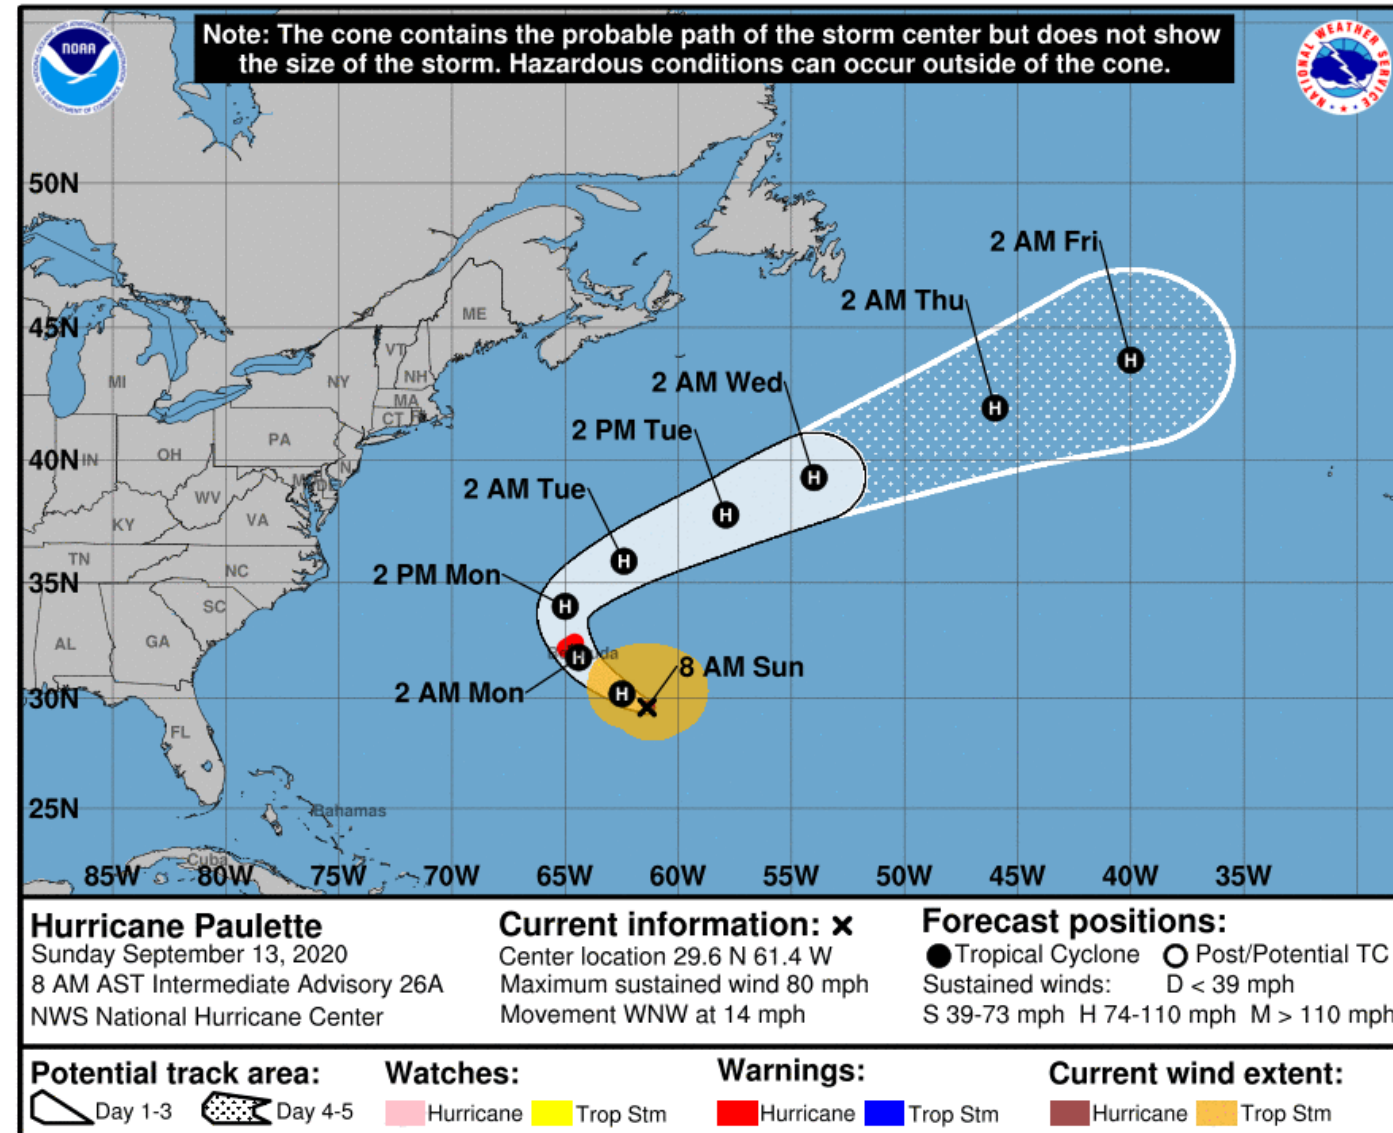 Note: The cone contains the probable path of the storm center but does not show
the size of the storm. Hazardous conditions can occur outside of the cone.
NOAA
NATIONAL WEATHER SERVICE
50N
2 AM Fri
2 AM Thu
45N
ME
VT
NH
MI
NY
MA
CT
2 AM Wed
2 PM Tue
PA
40N
IN
OH
WV
2 AM Tue
KY
VA
TN
NC
2 PM Mon
35N
SC
AL
GA
H
H
H
H
H
H
H
H
8 AM Sun
2 AM Mon
30N
FL
25N
Bahamas
Cuba
85W 80W 75W 70W 65W 60W 55W 50W 45W 40W 35W
Hurricane Paulette
Sunday September 13, 2020
8 AM AST Intermediate Advisory 26A
NWS National Hurricane Center
Current information: ×
Center location 29.6 N 61.4 W
Maximum sustained wind 80 mph
Movement WNW at 14 mph
Forecast positions:
Tropical Cyclone Post/Potential TC
Sustained winds: D < 39 mph
S 39-73 mph H 74-110 mph M > 110 mph
Potential track area:
Day 1-3 Day 4-5
Watches:
Hurricane Trop Stm
Warnings:
Hurricane Trop Stm
Current wind extent:
Hurricane Trop Stm